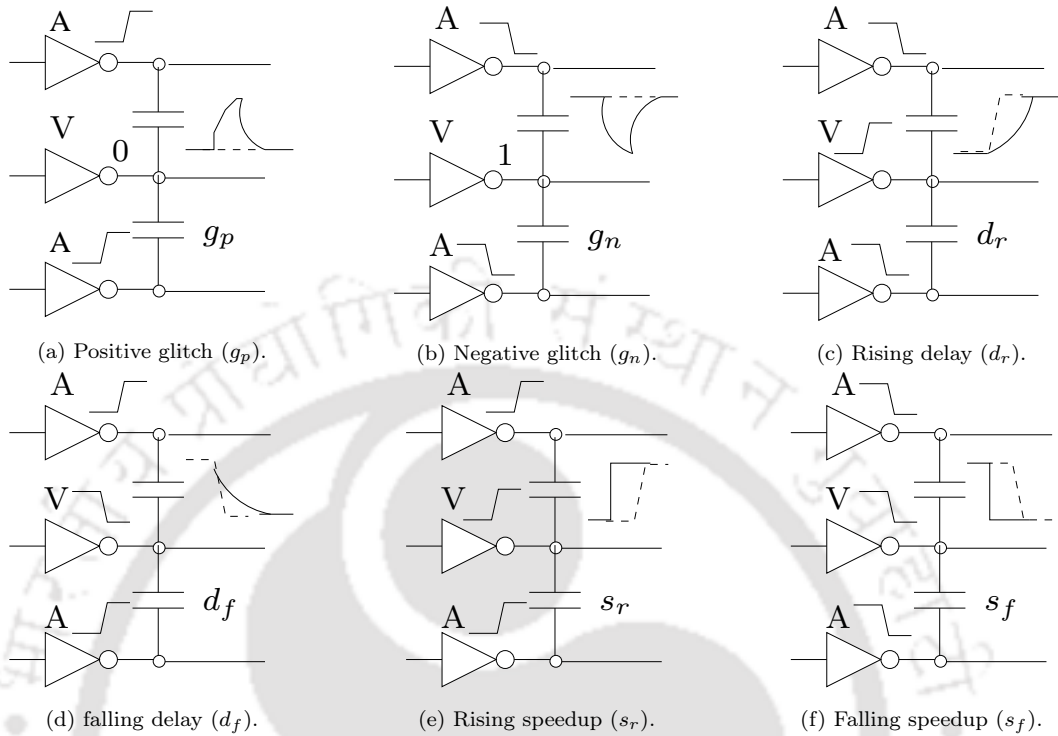 A
V
0
A
g_p
(a) Positive glitch (g_p).
A
V
1
A
g_n
(b) Negative glitch (g_n).
A
V
A
d_r
(c) Rising delay (d_r).
A
V
A
d_f
(d) falling delay (d_f).
A
V
A
s_r
(e) Rising speedup (s_r).
A
V
A
s_f
(f) Falling speedup (s_f).